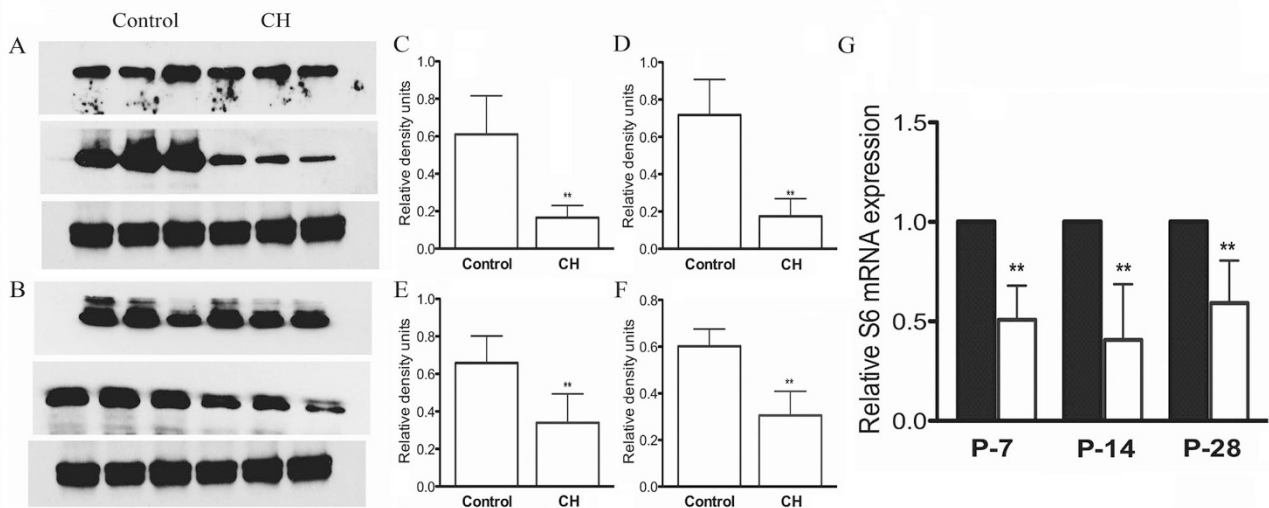 Control CH
A
B
C
Relative density units
1.0
0.8
0.6
0.4
0.2
0.0
**
Control CH
D
Relative density units
1.0
0.8
0.6
0.4
0.2
0.0
**
Control CH
E
Relative density units
1.0
0.8
0.6
0.4
0.2
0.0
**
Control CH
F
Relative density units
0.8
0.6
0.4
0.2
0.0
**
Control CH
G
Relative S6 mRNA expression
1.5
1.0
0.5
0.0
** ** **
P-7 P-14 P-28